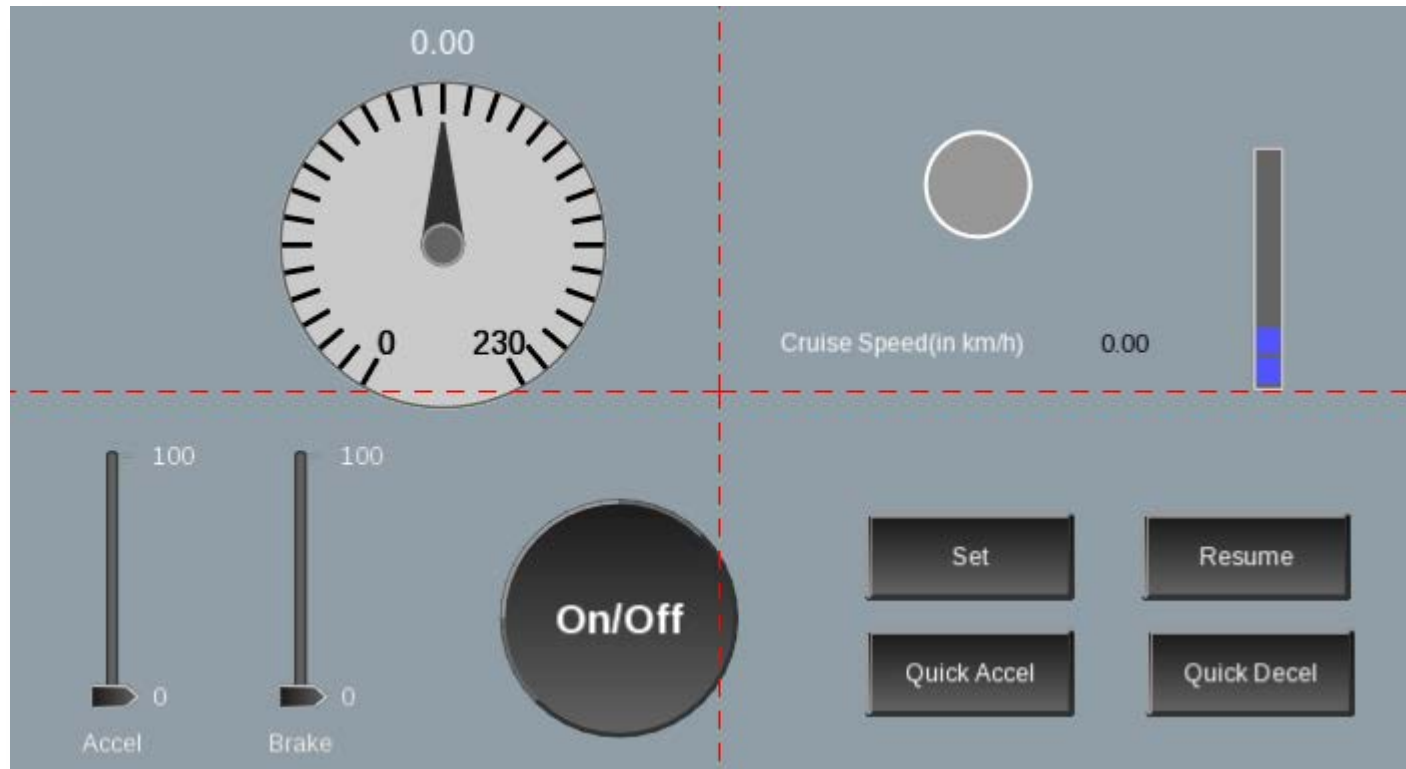 0.00
0 230
Cruise Speed(in km/h) 0.00
100 100
On/Off
Set Resume
Quick Accel Quick Decel
0 0
Accel Brake